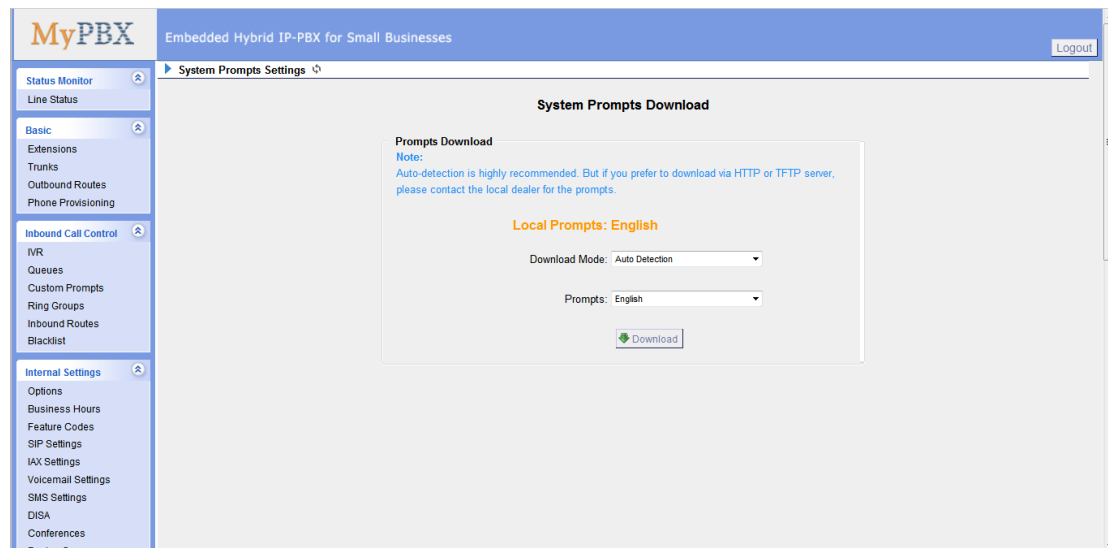 MyPBX
Embedded Hybrid IP-PBX for Small Businesses
Logout
System Prompts Settings
Status Monitor
Line Status
Basic
Extensions
Trunks
Outbound Routes
Phone Provisioning
Inbound Call Control
IVR
Queues
Custom Prompts
Ring Groups
Inbound Routes
Blacklist
Internal Settings
Options
Business Hours
Feature Codes
SIP Settings
IAX Settings
Voicemail Settings
SMS Settings
DISA
Conferences
System Prompts Download
Prompts Download
Note:
Auto-detection is highly recommended. But if you prefer to download via HTTP or TFTP server,
please contact the local dealer for the prompts.
Local Prompts: English
Download Mode: Auto Detection
Prompts: English
Download